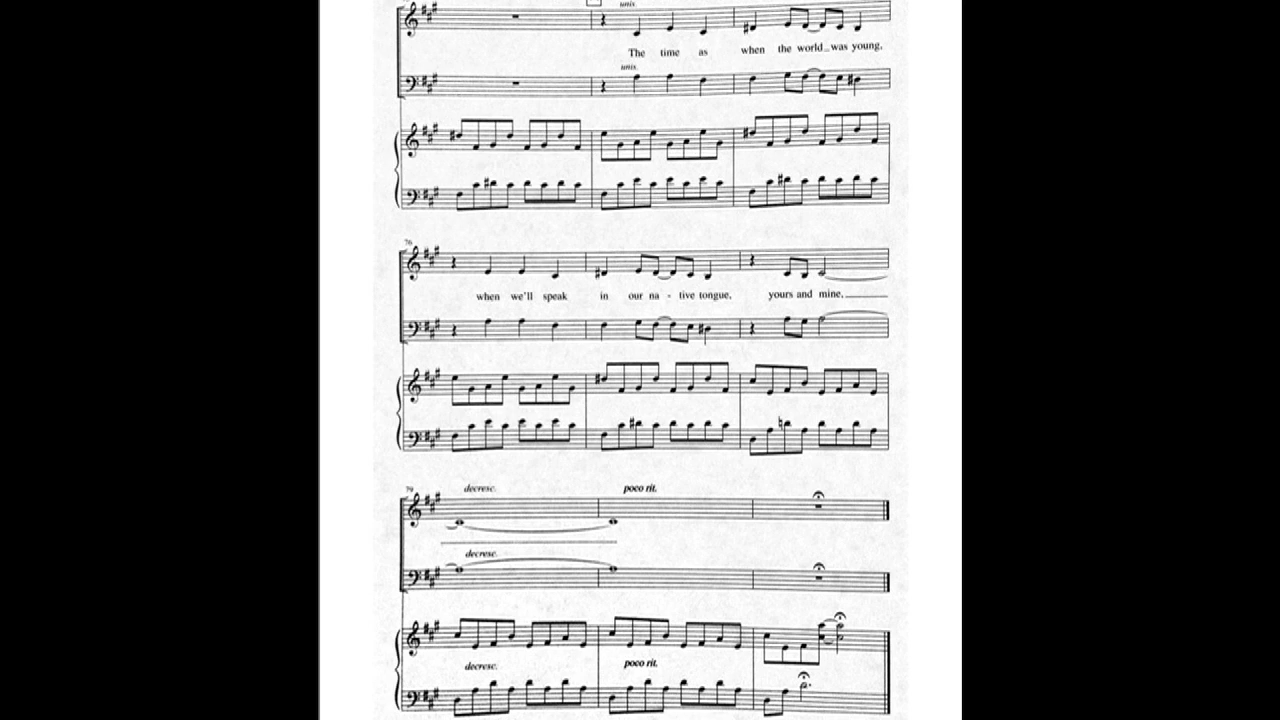 unis.
The time as when the world was young,
unis.
76
when we'll speak in our na - tive tongue, yours and mine,
79
decresc. poco rit.
decresc.
decresc. poco rit.